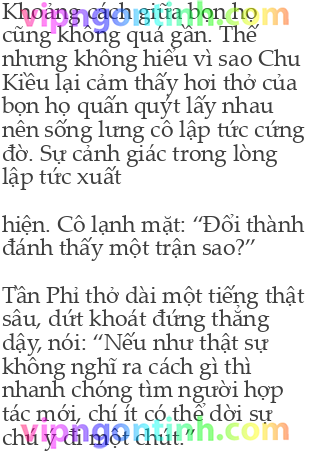 Khoảng cách giữa bọn họ
vipngontinh.com
cũng không quá gần. Thế
nhưng không hiểu vì sao Chu
Kiều lại cảm thấy hơi thở của
bọn họ quấn quýt lấy nhau
nên sống lưng cô lập tức cứng
đờ. Sự cảnh giác trong lòng
lập tức xuất
hiện. Cô lạnh mặt: “Đổi thành
đánh thấy một trận sao?”
Tần Phỉ thở dài một tiếng thật
sâu, dứt khoát đứng thẳng
dậy, nói: “Nếu như thật sự
không nghĩ ra cách gì thì
nhanh chóng tìm người hợp
tác mới, chí ít có thể dời sự
chú ý đi một chút.”
vipngontinh.com